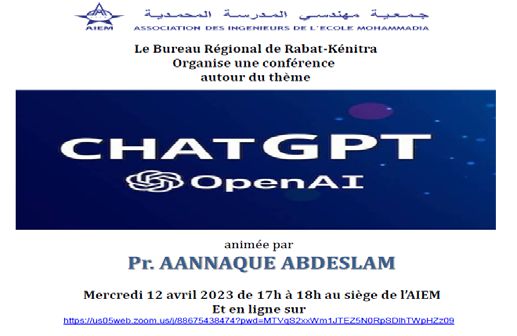 جمعية مهندسي المدرسة المحمدية
AIEM
ASSOCIATION DES INGENIEURS DE L'ECOLE MOHAMMADIA
Le Bureau Régional de Rabat-Kénitra
Organise une conférence
autour du thème
CHATGPT
OpenAI
animée par
Pr. AANNAQUE ABDESLAM
Mercredi 12 avril 2023 de 17h à 18h au siège de l'AIEM
Et en ligne sur
https://us05web.zoom.us/j/88675438474?pwd=MTVqS2xxWm1JTEZ5N0RpSDlhTWpHZz09